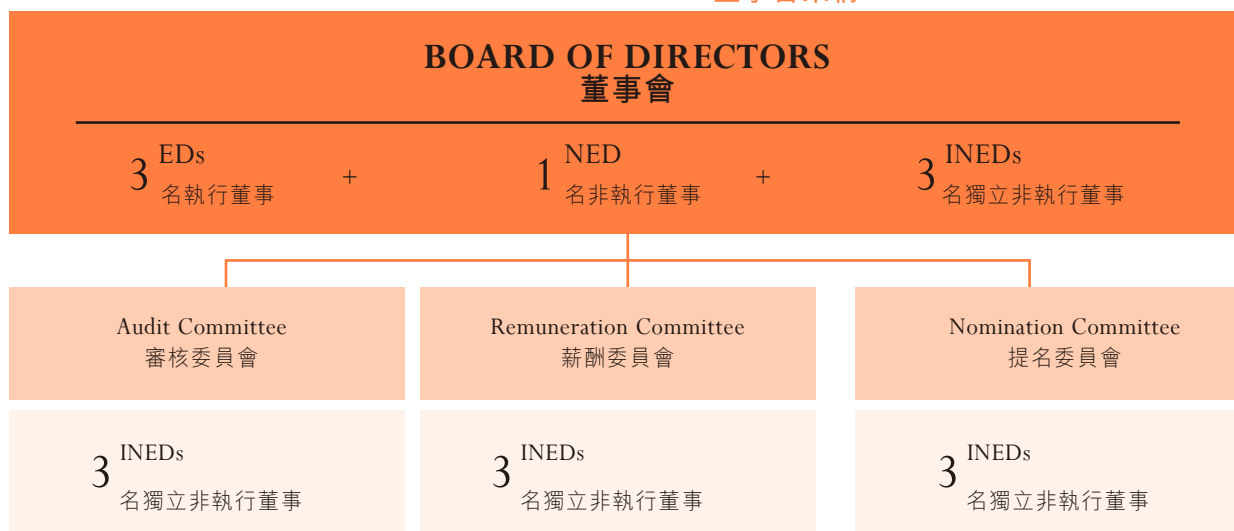 BOARD OF DIRECTORS
董事會
3 EDs
名執行董事
+
1 NED
名非執行董事
+
3 INEDs
名獨立非執行董事
Audit Committee
審核委員會
Remuneration Committee
薪酬委員會
Nomination Committee
提名委員會
3 INEDs
名獨立非執行董事
3 INEDs
名獨立非執行董事
3 INEDs
名獨立非執行董事